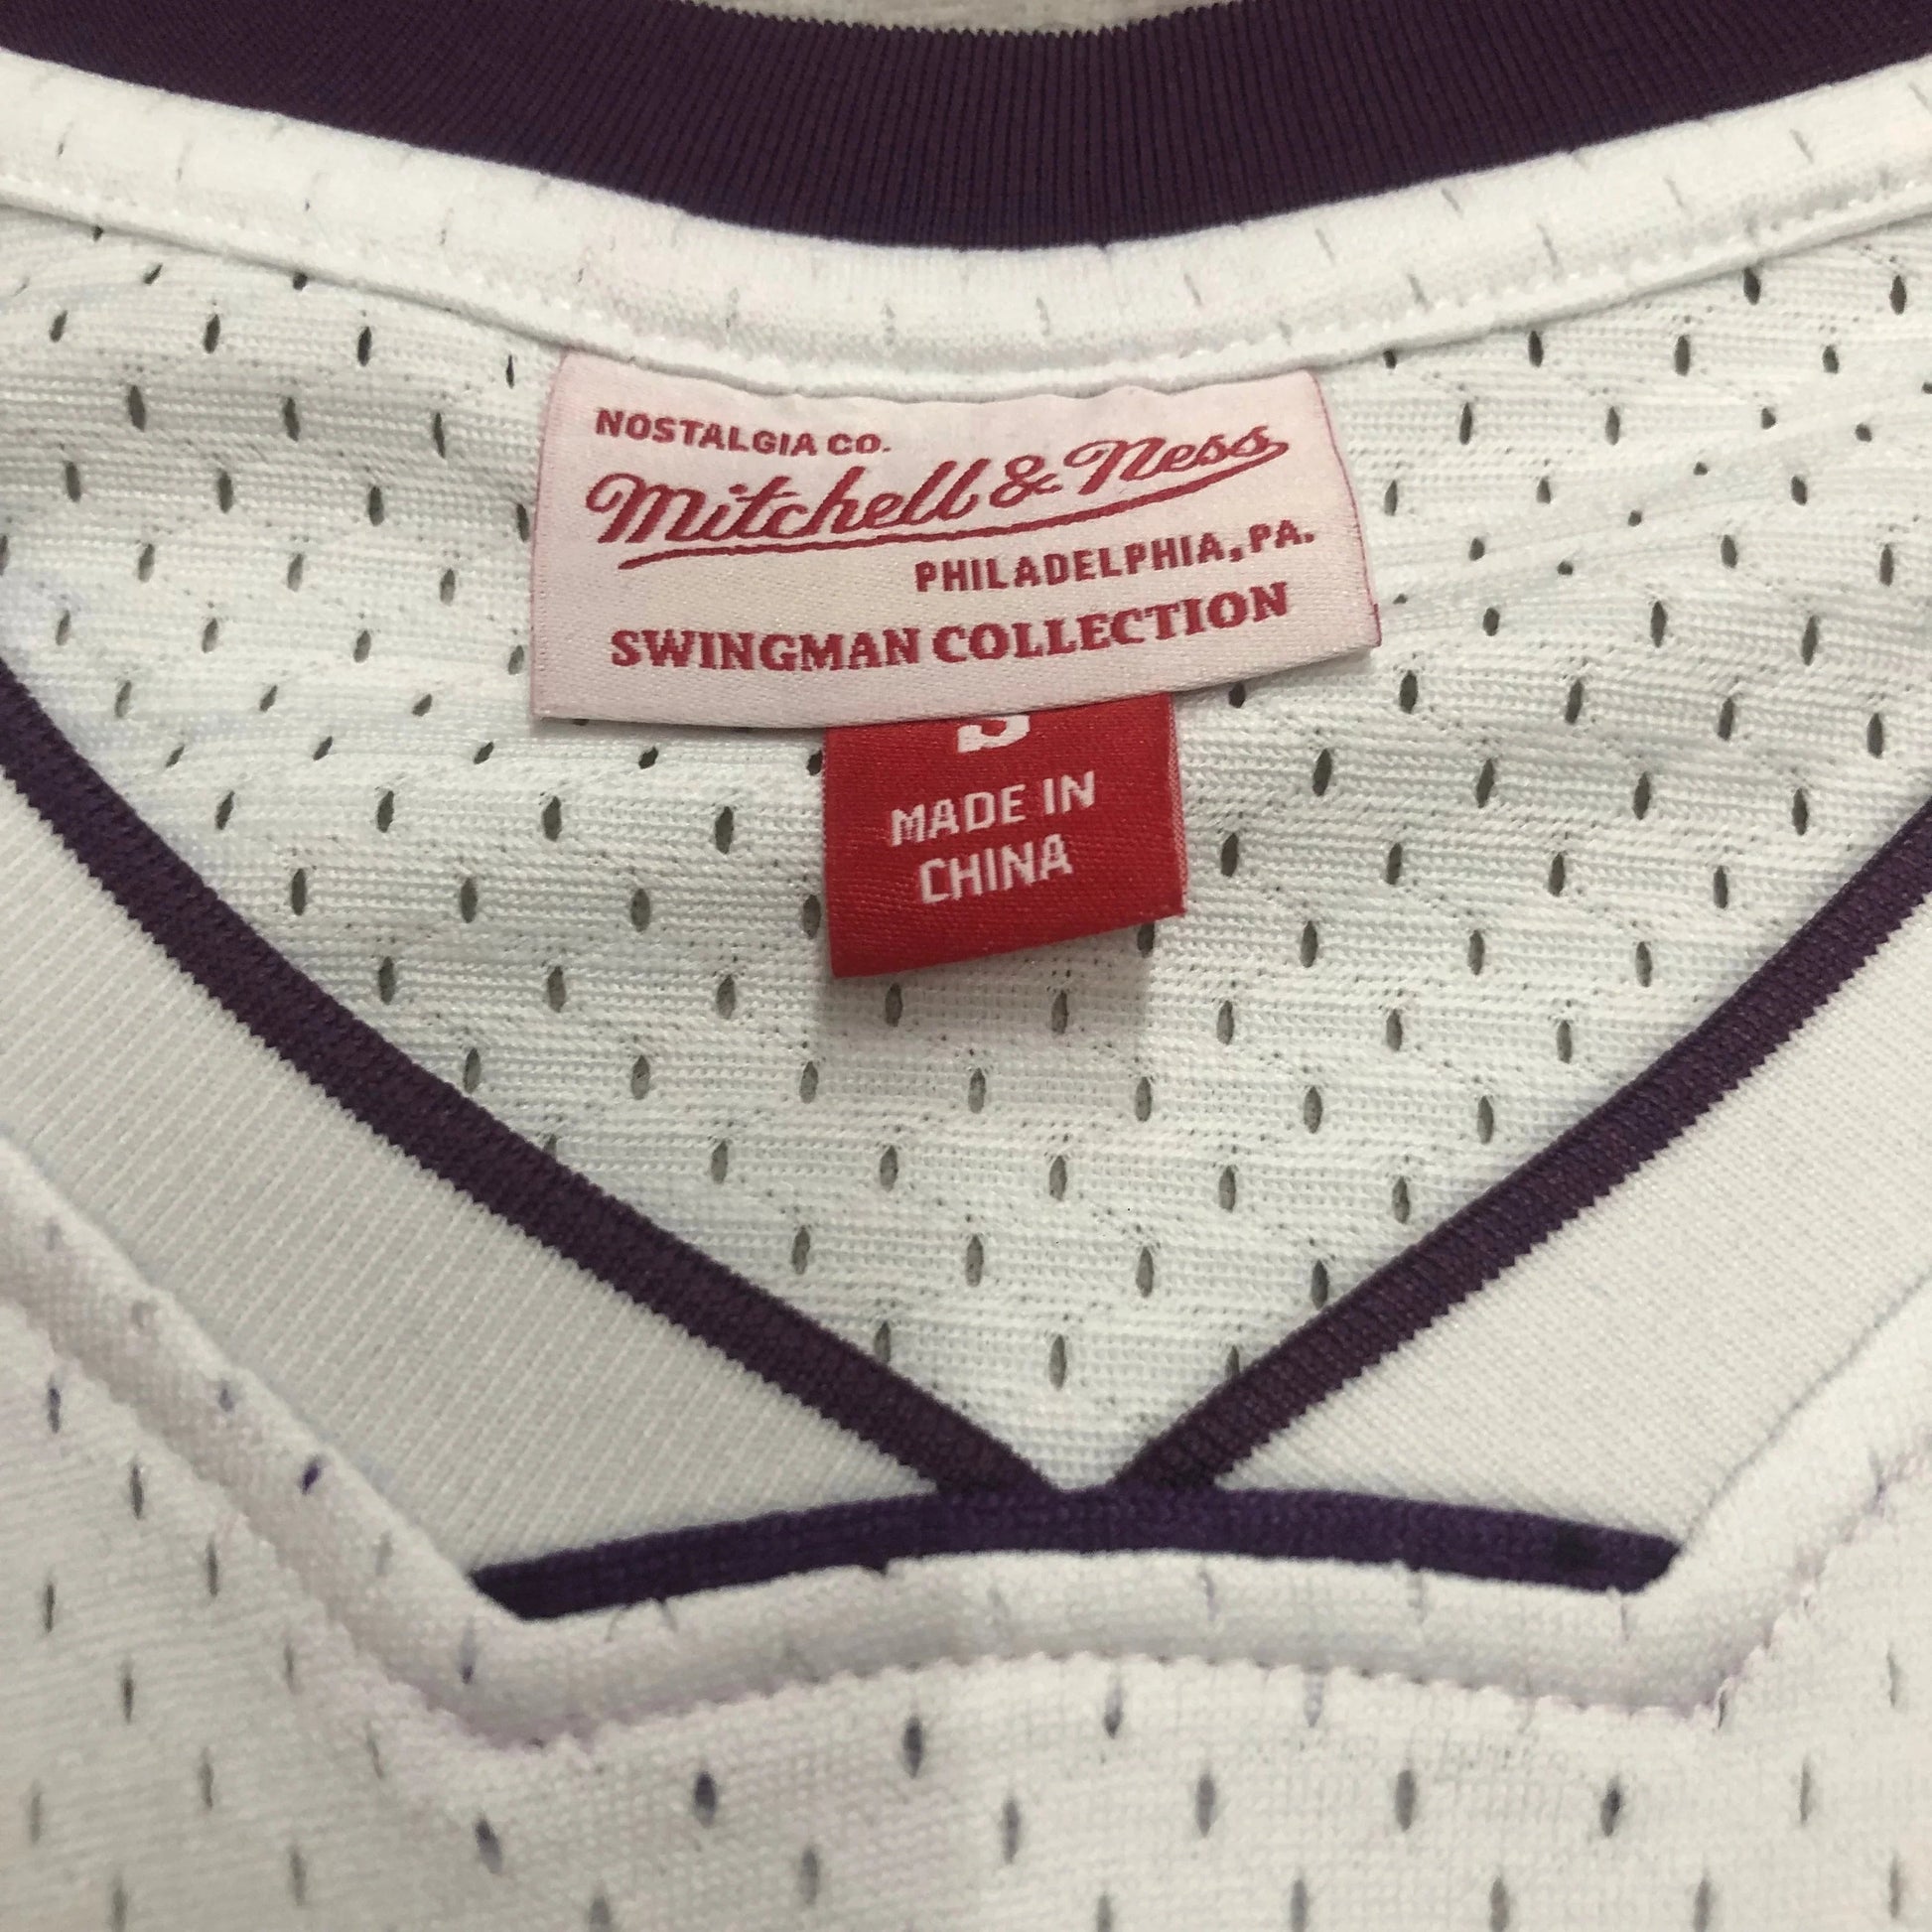 NOSTALGIA CO.
Mitchell & Ness
PHILADELPHIA, PA.
SWINGMAN COLLECTION
S
MADE IN
CHINA